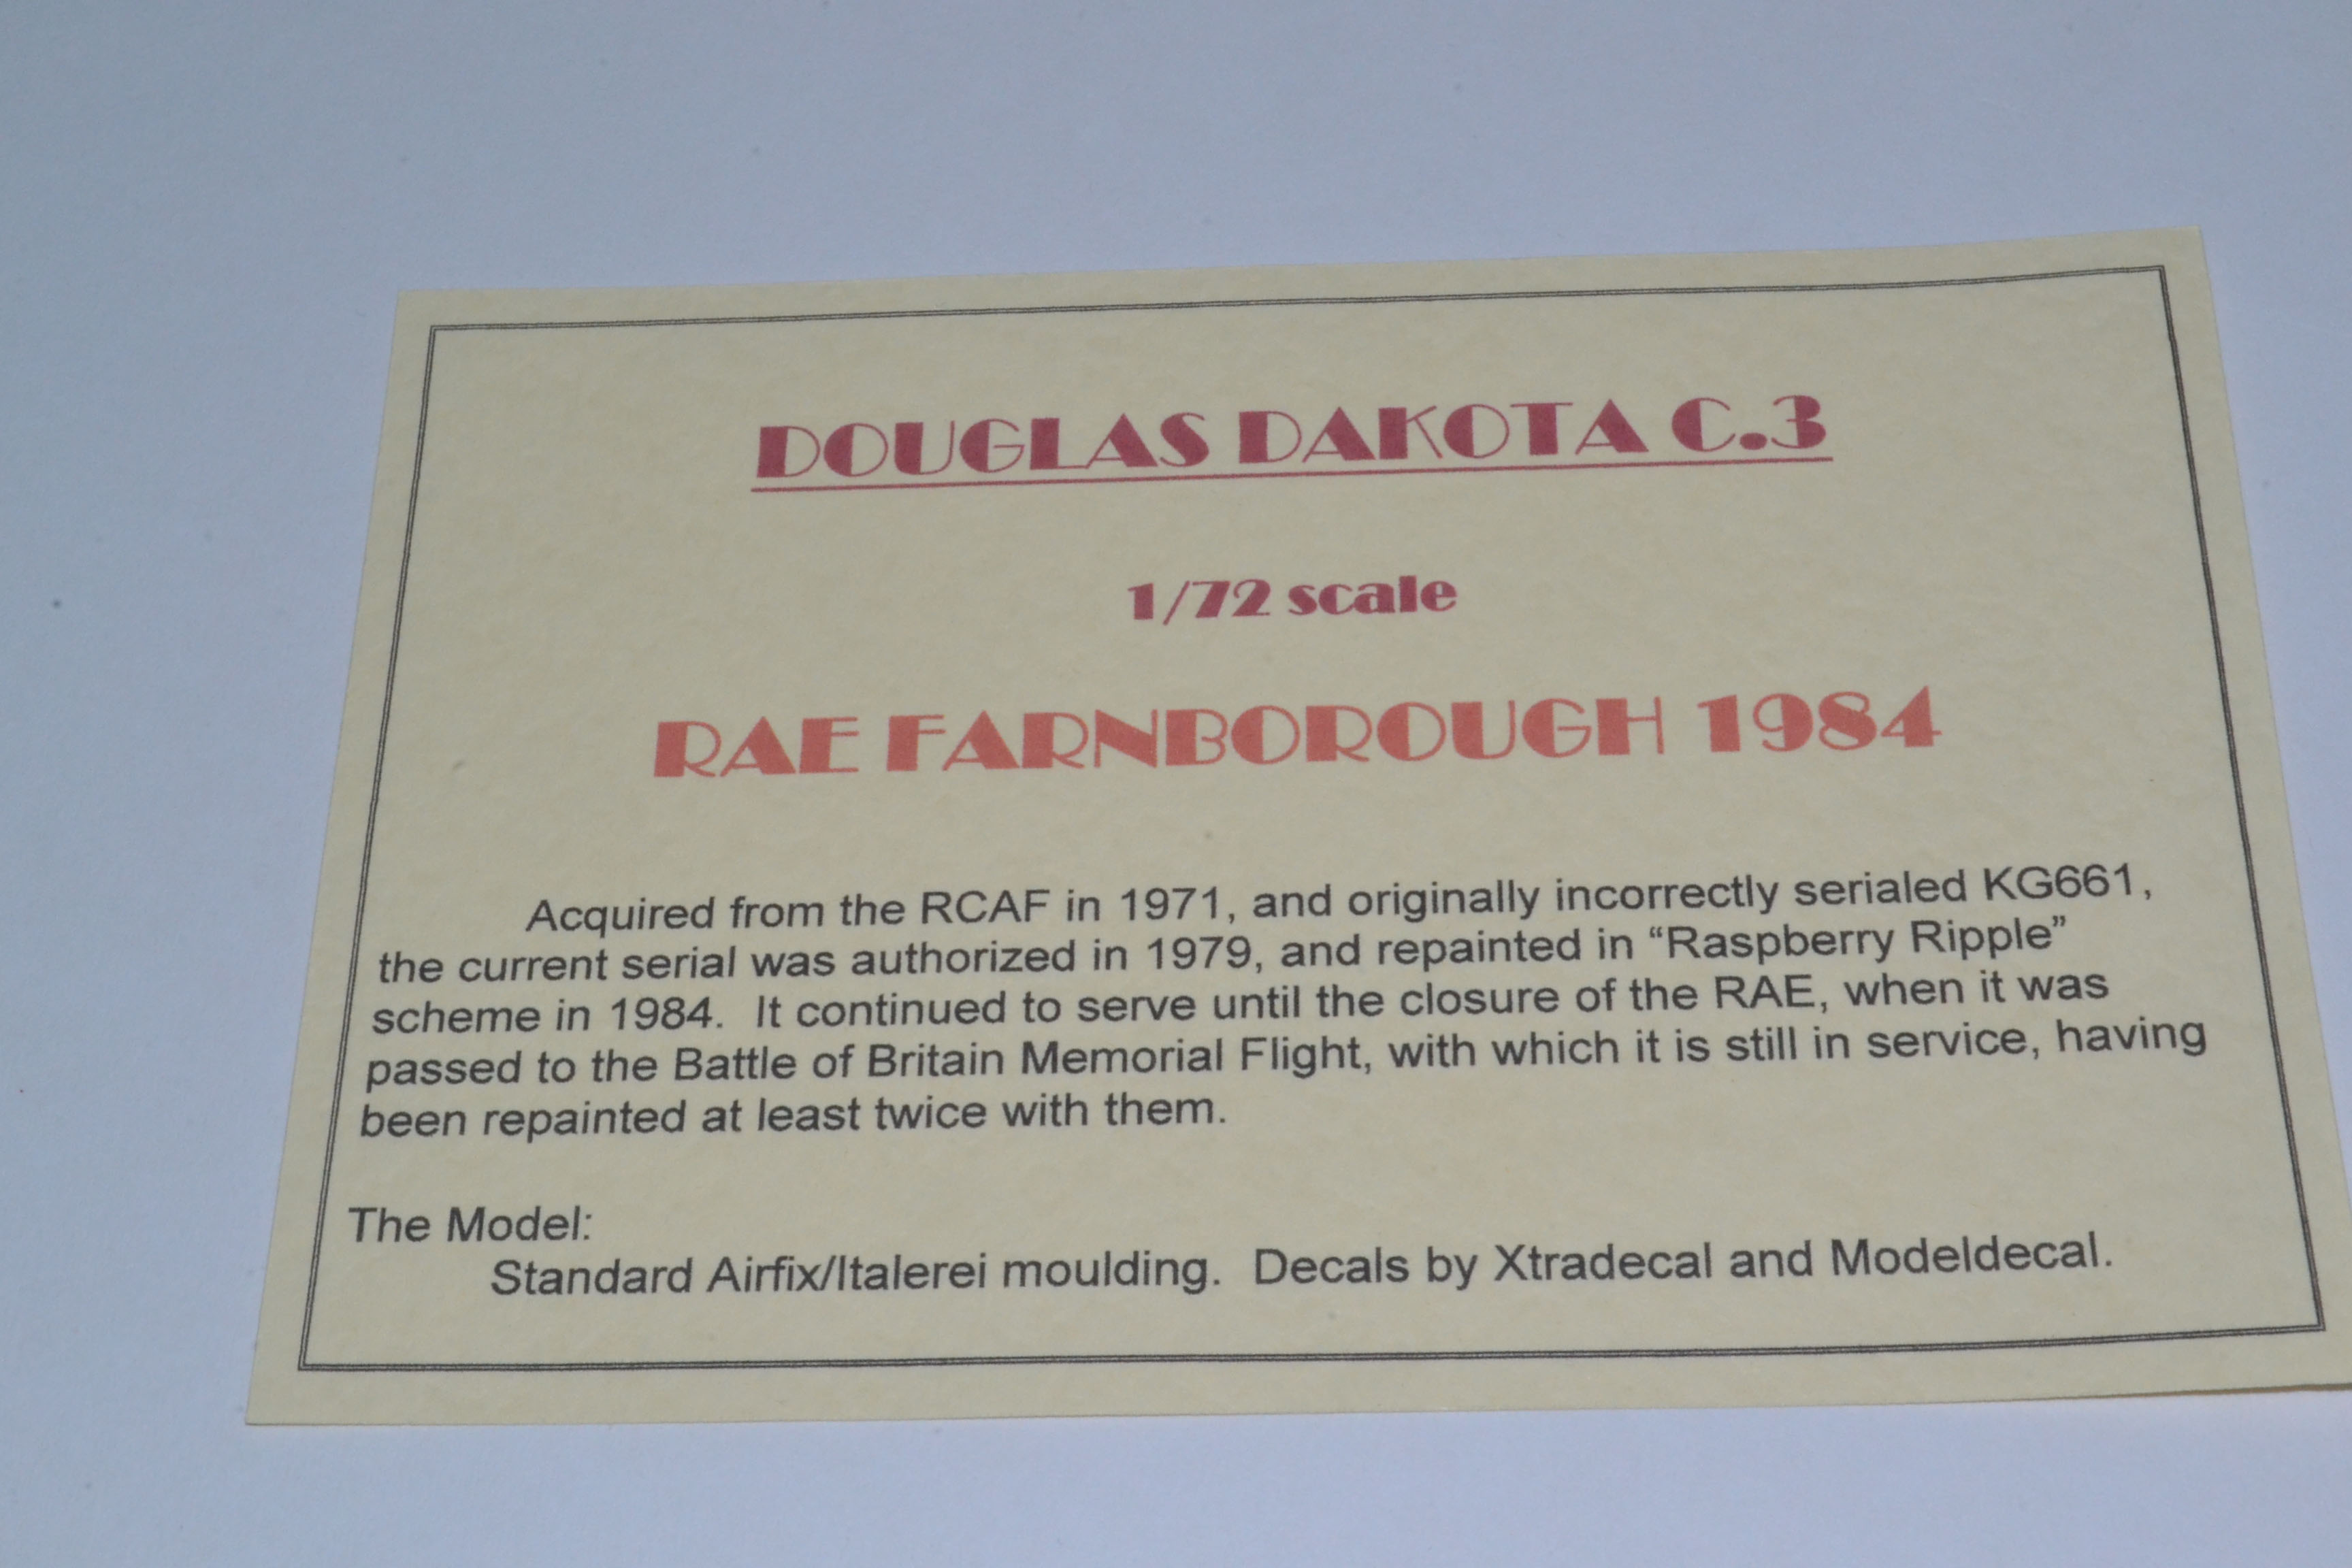 DOUGLAS DAKOTA C.3
1/72 scale
RAE FARNBOROUGH 1984
Acquired from the RCAF in 1971, and originally incorrectly serialed KG661,
the current serial was authorized in 1979, and repainted in “Raspberry Ripple”
scheme in 1984.  It continued to serve until the closure of the RAE, when it was
passed to the Battle of Britain Memorial Flight, with which it is still in service, having
been repainted at least twice with them.
The Model:
Standard Airfix/Italerei moulding.  Decals by Xtradecal and Modeldecal.